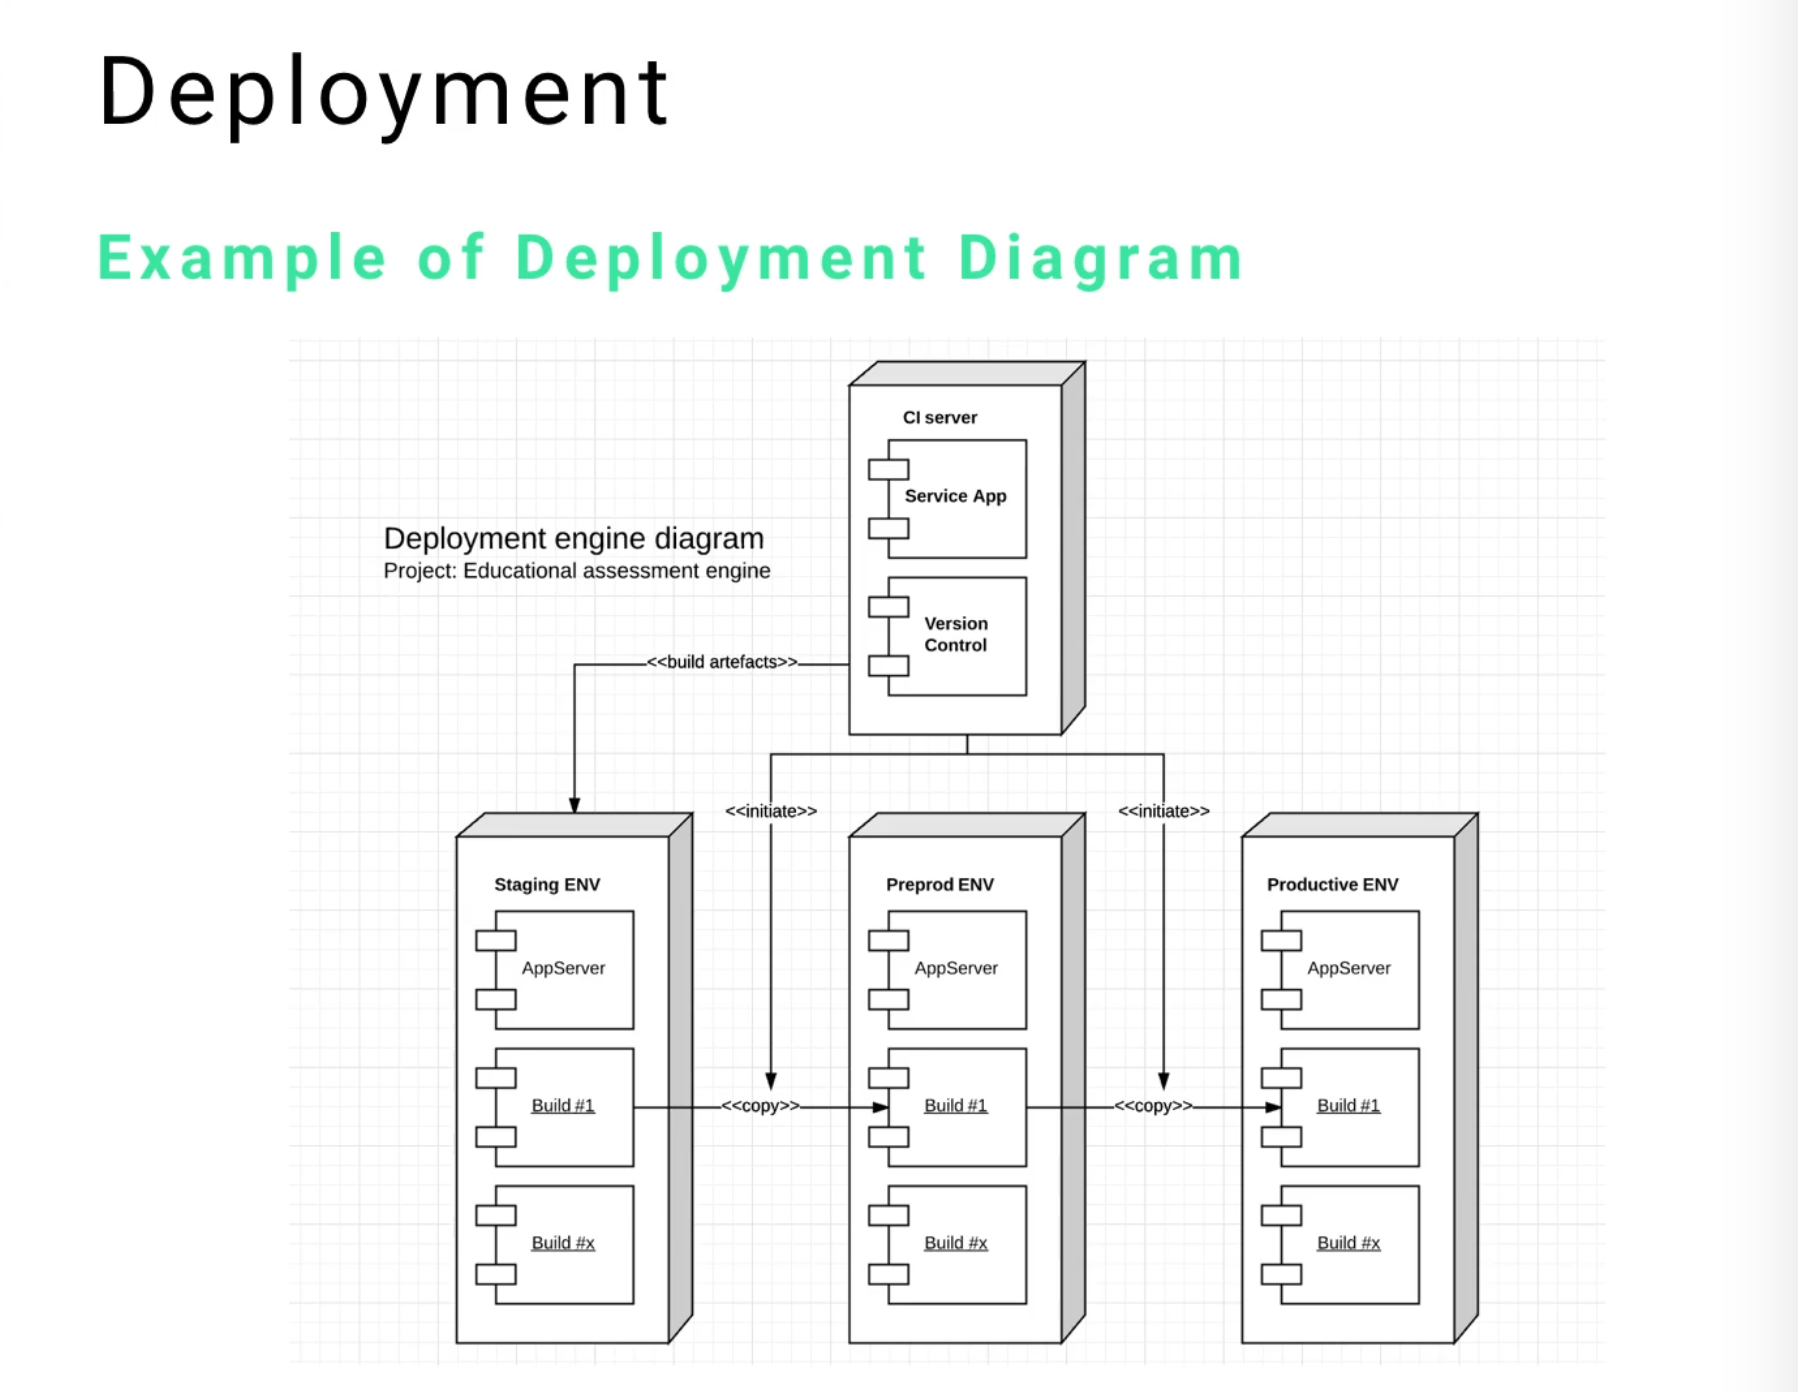 Deployment
Example of Deployment Diagram
CI server
Service App
Deployment engine diagram
Project: Educational assessment engine
Version
Control
<<build artefacts>>
<<initiate>>
<<initiate>>
Staging ENV
Preprod ENV
Productive ENV
AppServer
AppServer
AppServer
Build #1
<<copy>>
Build #1
<<copy>>
Build #1
Build #x
Build #x
Build #x